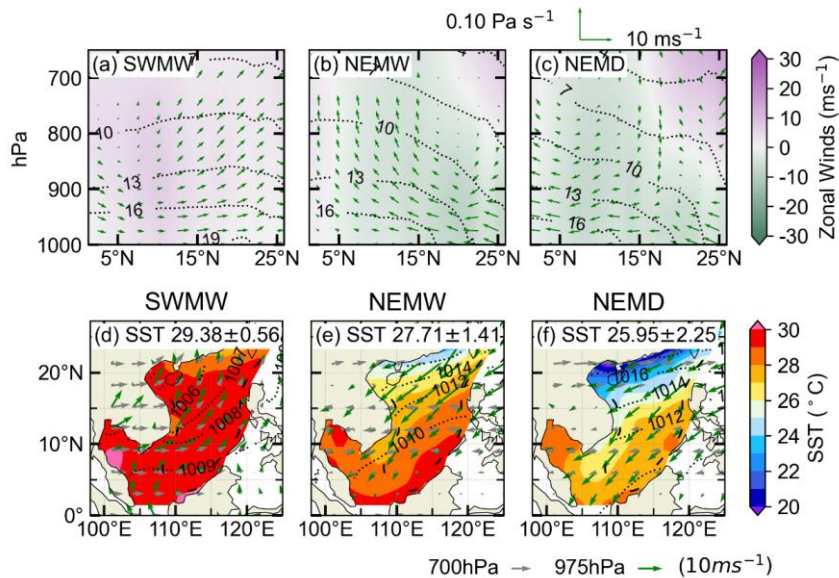 0.10 Pa s⁻¹
10 ms⁻¹
(a) SWMW
(b) NEMW
(c) NEMD
hPa
700
800
900
1000
5°N
15°N
25°N
5°N
15°N
25°N
5°N
15°N
25°N
7
10
13
16
19
10
13
16
4
7
10
13
16
30
20
10
0
-10
-20
-30
Zonal Winds (ms⁻¹)
SWMW
NEMW
NEMD
(d) SST 29.38±0.56
(e) SST 27.71±1.41
(f) SST 25.95±2.25
20°N
10°N
0°
100°E
110°E
120°E
100°E
110°E
120°E
100°E
110°E
120°E
1006
1007
1008
1009
1014
1012
1010
1016
1014
1012
30
28
26
24
22
20
SST (°C)
700hPa
975hPa
(10ms⁻¹)